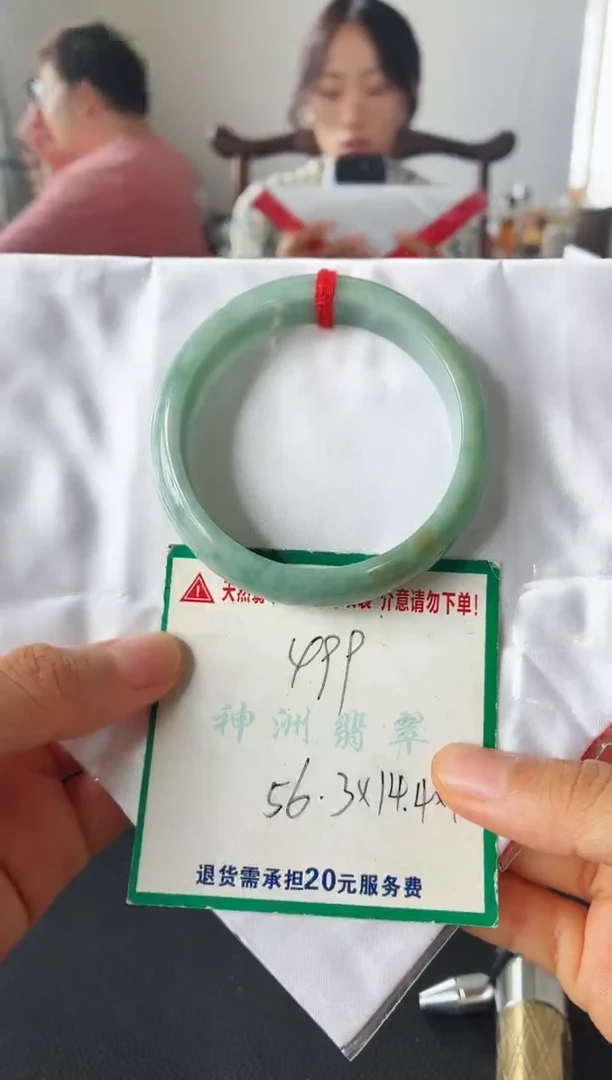 天然
介意请勿下单!
499
神洲翡翠
56.3×14.4×
退货需承担20元服务费